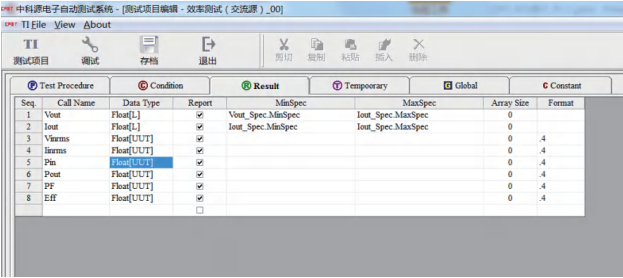 中科源电子自动测试系统 - [测试项目编辑 - 效率测试（交流源）_00]
TI File View About
TI
测试项目 调试 存档 退出 剪切 复制 粘贴 插入 删除
P Test Procedure C Condition R Result T Tempoorary G Global C Constant
Seq. Call Name Data Type Report MinSpec MaxSpec Array Size Format
1 Vout Float[L] Vout_Spec.MinSpec Iout_Spec.MaxSpec 0
2 Iout Float[L] Iout_Spec.MinSpec Iout_Spec.MaxSpec 0
3 Vinrms Float[UUT] 0 .4
4 Iinrms Float[UUT] 0 .4
5 Pin Float[UUT] 0 .4
6 Pout Float[UUT] 0 .4
7 PF Float[UUT] 0 .4
8 Eff Float[UUT] 0 .4